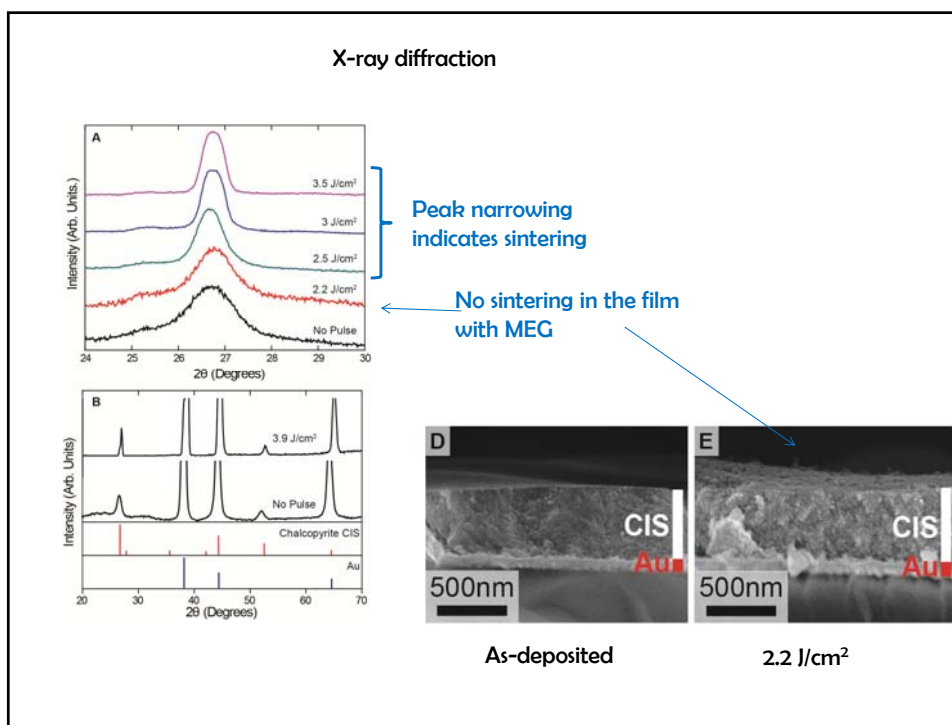 X-ray diffraction
A
3.5 J/cm²
3 J/cm²
2.5 J/cm²
2.2 J/cm²
No Pulse
Intensity (Arb. Units.)
24 25 26 27 28 29 30
2θ (Degrees)
Peak narrowing
indicates sintering
No sintering in the film
with MEG
B
3.9 J/cm²
No Pulse
Chalcopyrite CIS
Au
Intensity (Arb. Units)
20 30 40 50 60 70
2θ (Degrees)
D
CIS
Au
500nm
As-deposited
E
CIS
Au
500nm
2.2 J/cm²